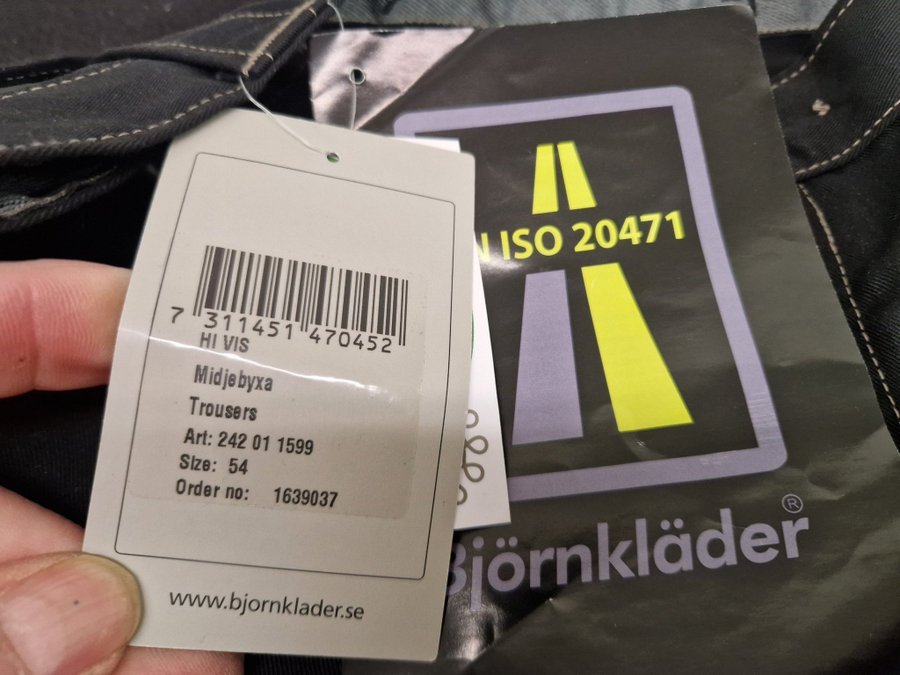 7 311451 470452
HI VIS
Midjebyxa
Trousers
Art: 242 01 1599
Size: 54
Order no: 1639037
www.bjornklader.se
N ISO 20471
Björnkläder®